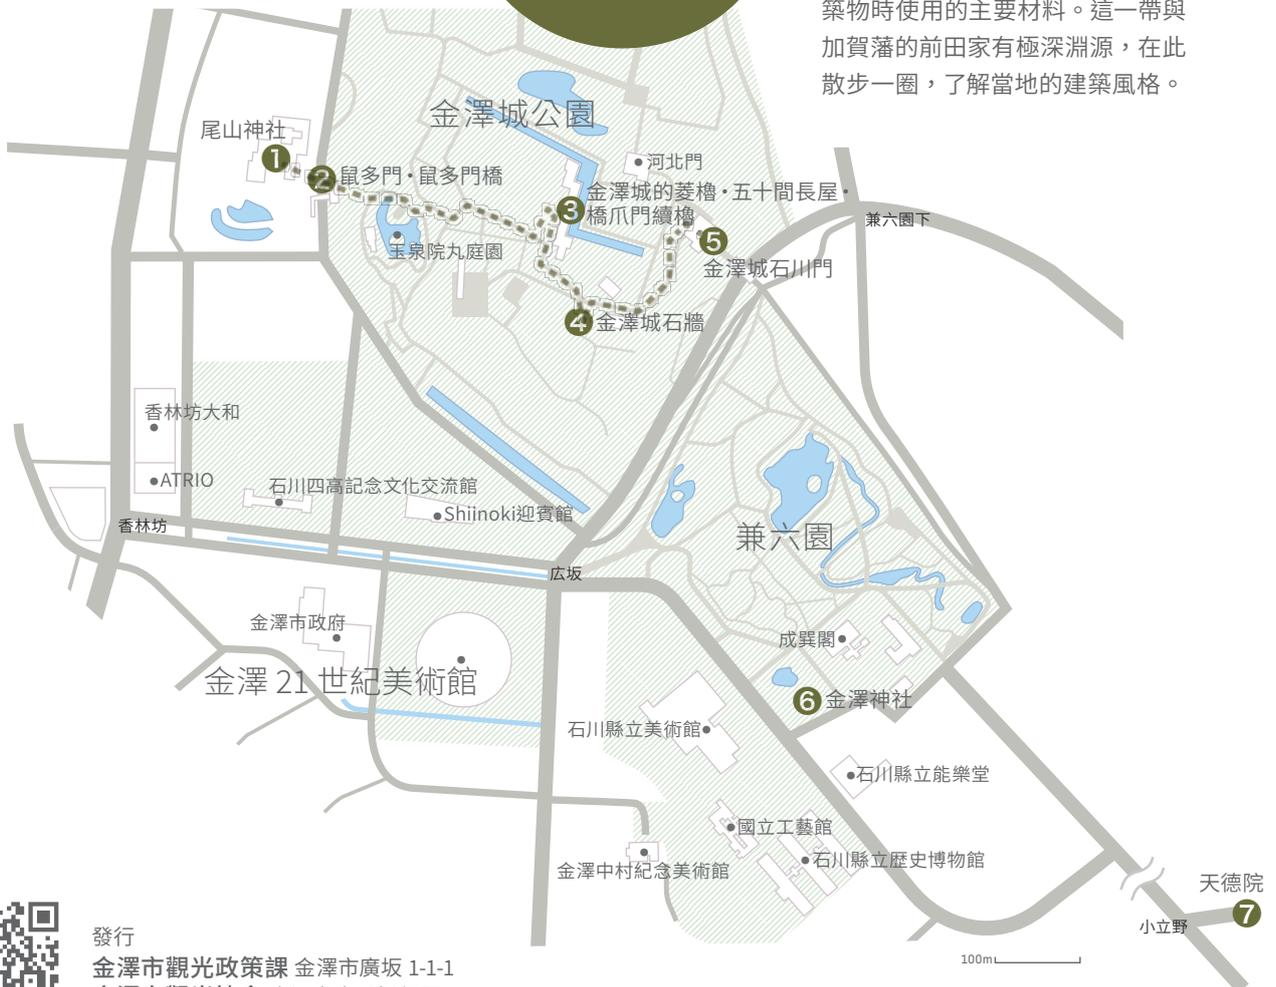 築物時使用的主要材料。這一帶與
加賀藩的前田家有極深淵源，在此
散步一圈，了解當地的建築風格。
金澤城公園
尾山神社
1
2
鼠多門・鼠多門橋
河北門
3
金澤城的菱櫓・五十間長屋・
橋爪門續櫓
5
兼六園下
玉泉院丸庭園
金澤城石川門
4
金澤城石牆
香林坊大和
ATRIO
石川四高記念文化交流館
Shiinoki迎賓館
香林坊
兼六園
広坂
金澤市政府
成巽閣
金澤 21 世紀美術館
6
金澤神社
石川縣立美術館
石川縣立能樂堂
國立工藝館
石川縣立歷史博物館
金澤中村紀念美術館
天德院
7
小立野
100m
發行
金澤市觀光政策課 金澤市廣坂 1-1-1